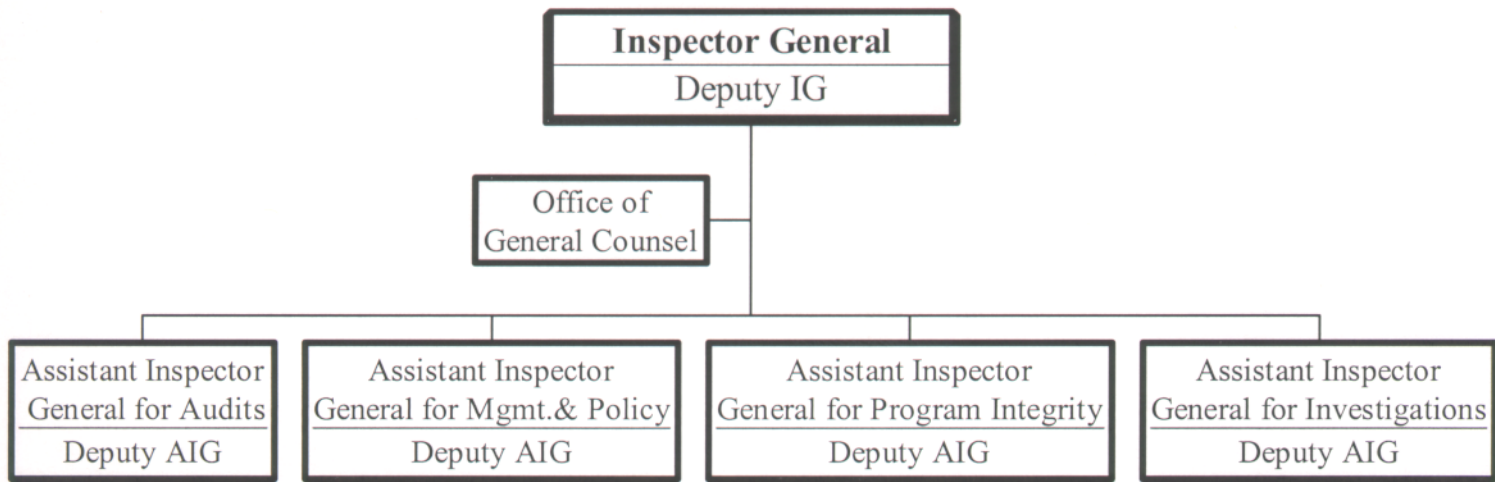 Inspector General
Deputy IG
Office of
General Counsel
Assistant Inspector
General for Audits
Deputy AIG
Assistant Inspector
General for Mgmt.& Policy
Deputy AIG
Assistant Inspector
General for Program Integrity
Deputy AIG
Assistant Inspector
General for Investigations
Deputy AIG